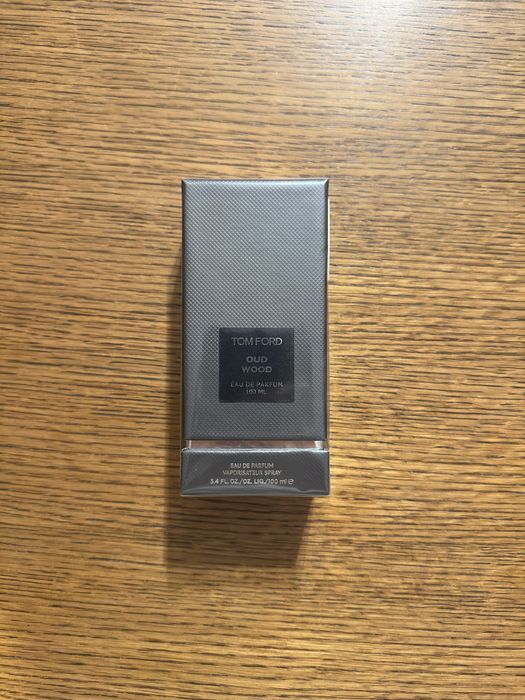 TOM FORD
OUD
WOOD
EAU DE PARFUM
100 ML
EAU DE PARFUM
VAPORISATEUR SPRAY
3.4 FL. OZ./OZ. LIQ./100 ml ℮